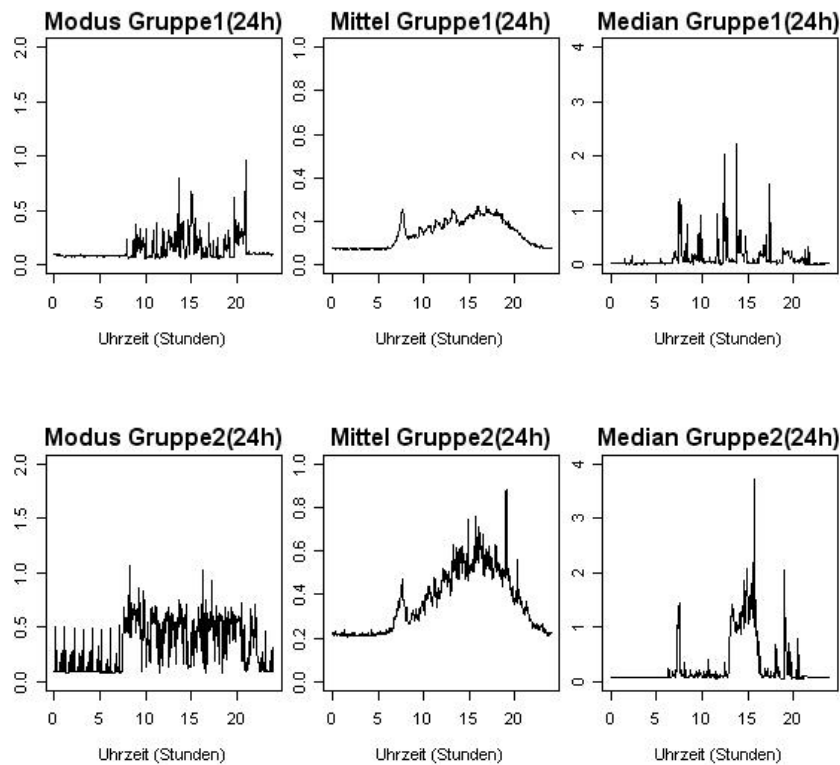 Modus Gruppe1(24h)
Mittel Gruppe1(24h)
Median Gruppe1(24h)
2.0
1.5
1.0
0.5
0.0
1.0
0.8
0.6
0.4
0.2
0.0
4
3
2
1
0
0 5 10 15 20
0 5 10 15 20
0 5 10 15 20
Uhrzeit (Stunden)
Uhrzeit (Stunden)
Uhrzeit (Stunden)
Modus Gruppe2(24h)
Mittel Gruppe2(24h)
Median Gruppe2(24h)
2.0
1.5
1.0
0.5
0.0
1.0
0.8
0.6
0.4
0.2
0.0
4
3
2
1
0
0 5 10 15 20
0 5 10 15 20
0 5 10 15 20
Uhrzeit (Stunden)
Uhrzeit (Stunden)
Uhrzeit (Stunden)